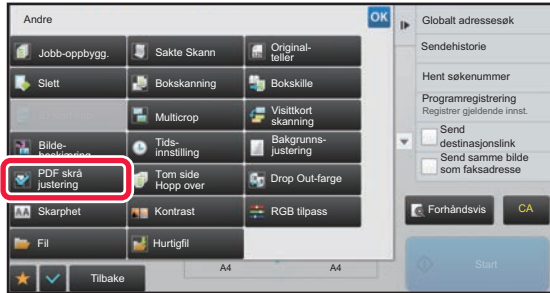 Andre
OK
Jobb-oppbygg.
Sakte Skann
Original-
teller
Slett
Bokskanning
Bokskille
Multicrop
Visittkort
skanning
Bilde-
beskjæring
Tids-
innstilling
Bakgrunns-
justering
PDF skrå
justering
Tom side
Hopp over
Drop Out-farge
AA Skarphet
Kontrast
RGB tilpass
Fil
Hurtigfil
Tilbake
A4
A4
Globalt adressesøk
Sendehistorie
Hent søkenummer
Programregistrering
Registrer gjeldende innst.
Send
destinasjonslink
Send samme bilde
som faksadresse
Forhåndsvis
CA
Start